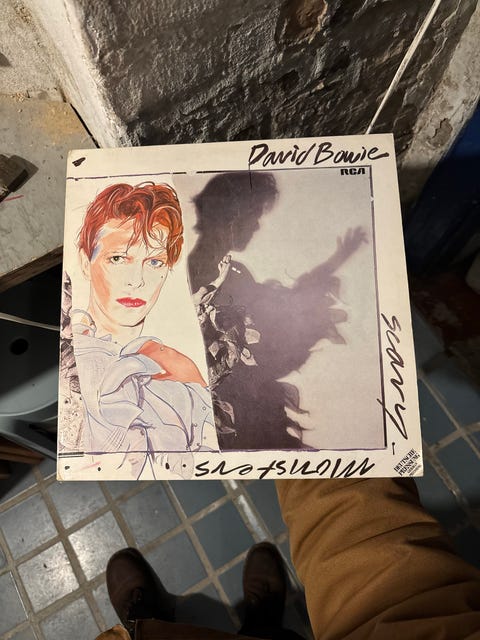 David Bowie
RCA
scary
monsters
DEUTSCHE
PRESSUNG